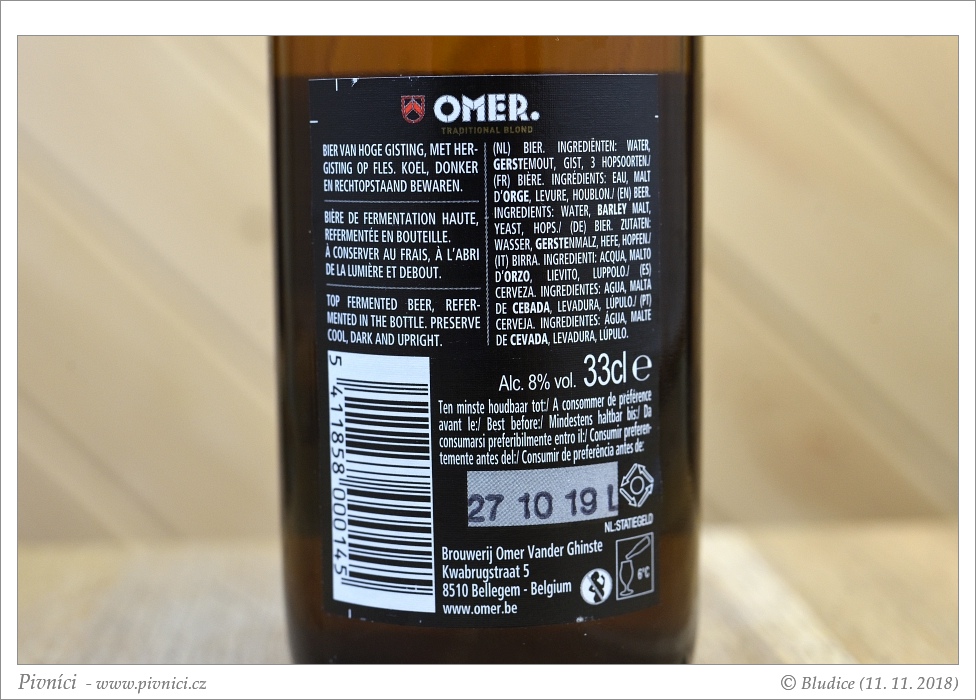 OMER.
TRADITIONAL BLOND
BIER VAN HOGE GISTING, MET HER-
GISTING OP FLES. KOEL, DONKER
EN RECHTOPSTAAND BEWAREN.
BIÈRE DE FERMENTATION HAUTE,
REFERMENTÉE EN BOUTEILLE.
À CONSERVER AU FRAIS, À L'ABRI
DE LA LUMIÈRE ET DEBOUT.
TOP FERMENTED BEER, REFER-
MENTED IN THE BOTTLE. PRESERVE
COOL, DARK AND UPRIGHT.
(NL) BIER. INGREDIËNTEN: WATER,
GERSTEMOUT, GIST, 3 HOPSOORTEN./
(FR) BIÈRE. INGRÉDIENTS: EAU, MALT
D'ORGE, LEVURE, HOUBLON./ (EN) BEER.
INGREDIENTS: WATER, BARLEY MALT,
YEAST, HOPS./ (DE) BIER. ZUTATEN:
WASSER, GERSTENMALZ, HEFE, HOPFEN./
(IT) BIRRA. INGREDIENTI: ACQUA, MALTO
D'ORZO, LIEVITO, LUPPOLO./ (ES)
CERVEZA. INGREDIENTES: AGUA, MALTA
DE CEBADA, LEVADURA, LÚPULO./ (PT)
CERVEJA. INGREDIENTES: ÁGUA, MALTE
DE CEVADA, LEVADURA, LÚPULO.
Alc. 8% vol. 33cl e
Ten minste houdbaar tot:/ A consommer de préférence
avant le:/ Best before:/ Mindestens haltbar bis:/ Da
consumarsi preferibilmente entro il:/ Consumir preferen-
temente antes del:/ Consumir de preferência antes de:
27 10 19 L
NL:STATIEGELD
5 411858 000145
Brouwerij Omer Vander Ghinste
Kwabrugstraat 5
8510 Bellegem - Belgium
www.omer.be
6°C
Pivníci - www.pivnici.cz
© Bludice (11. 11. 2018)